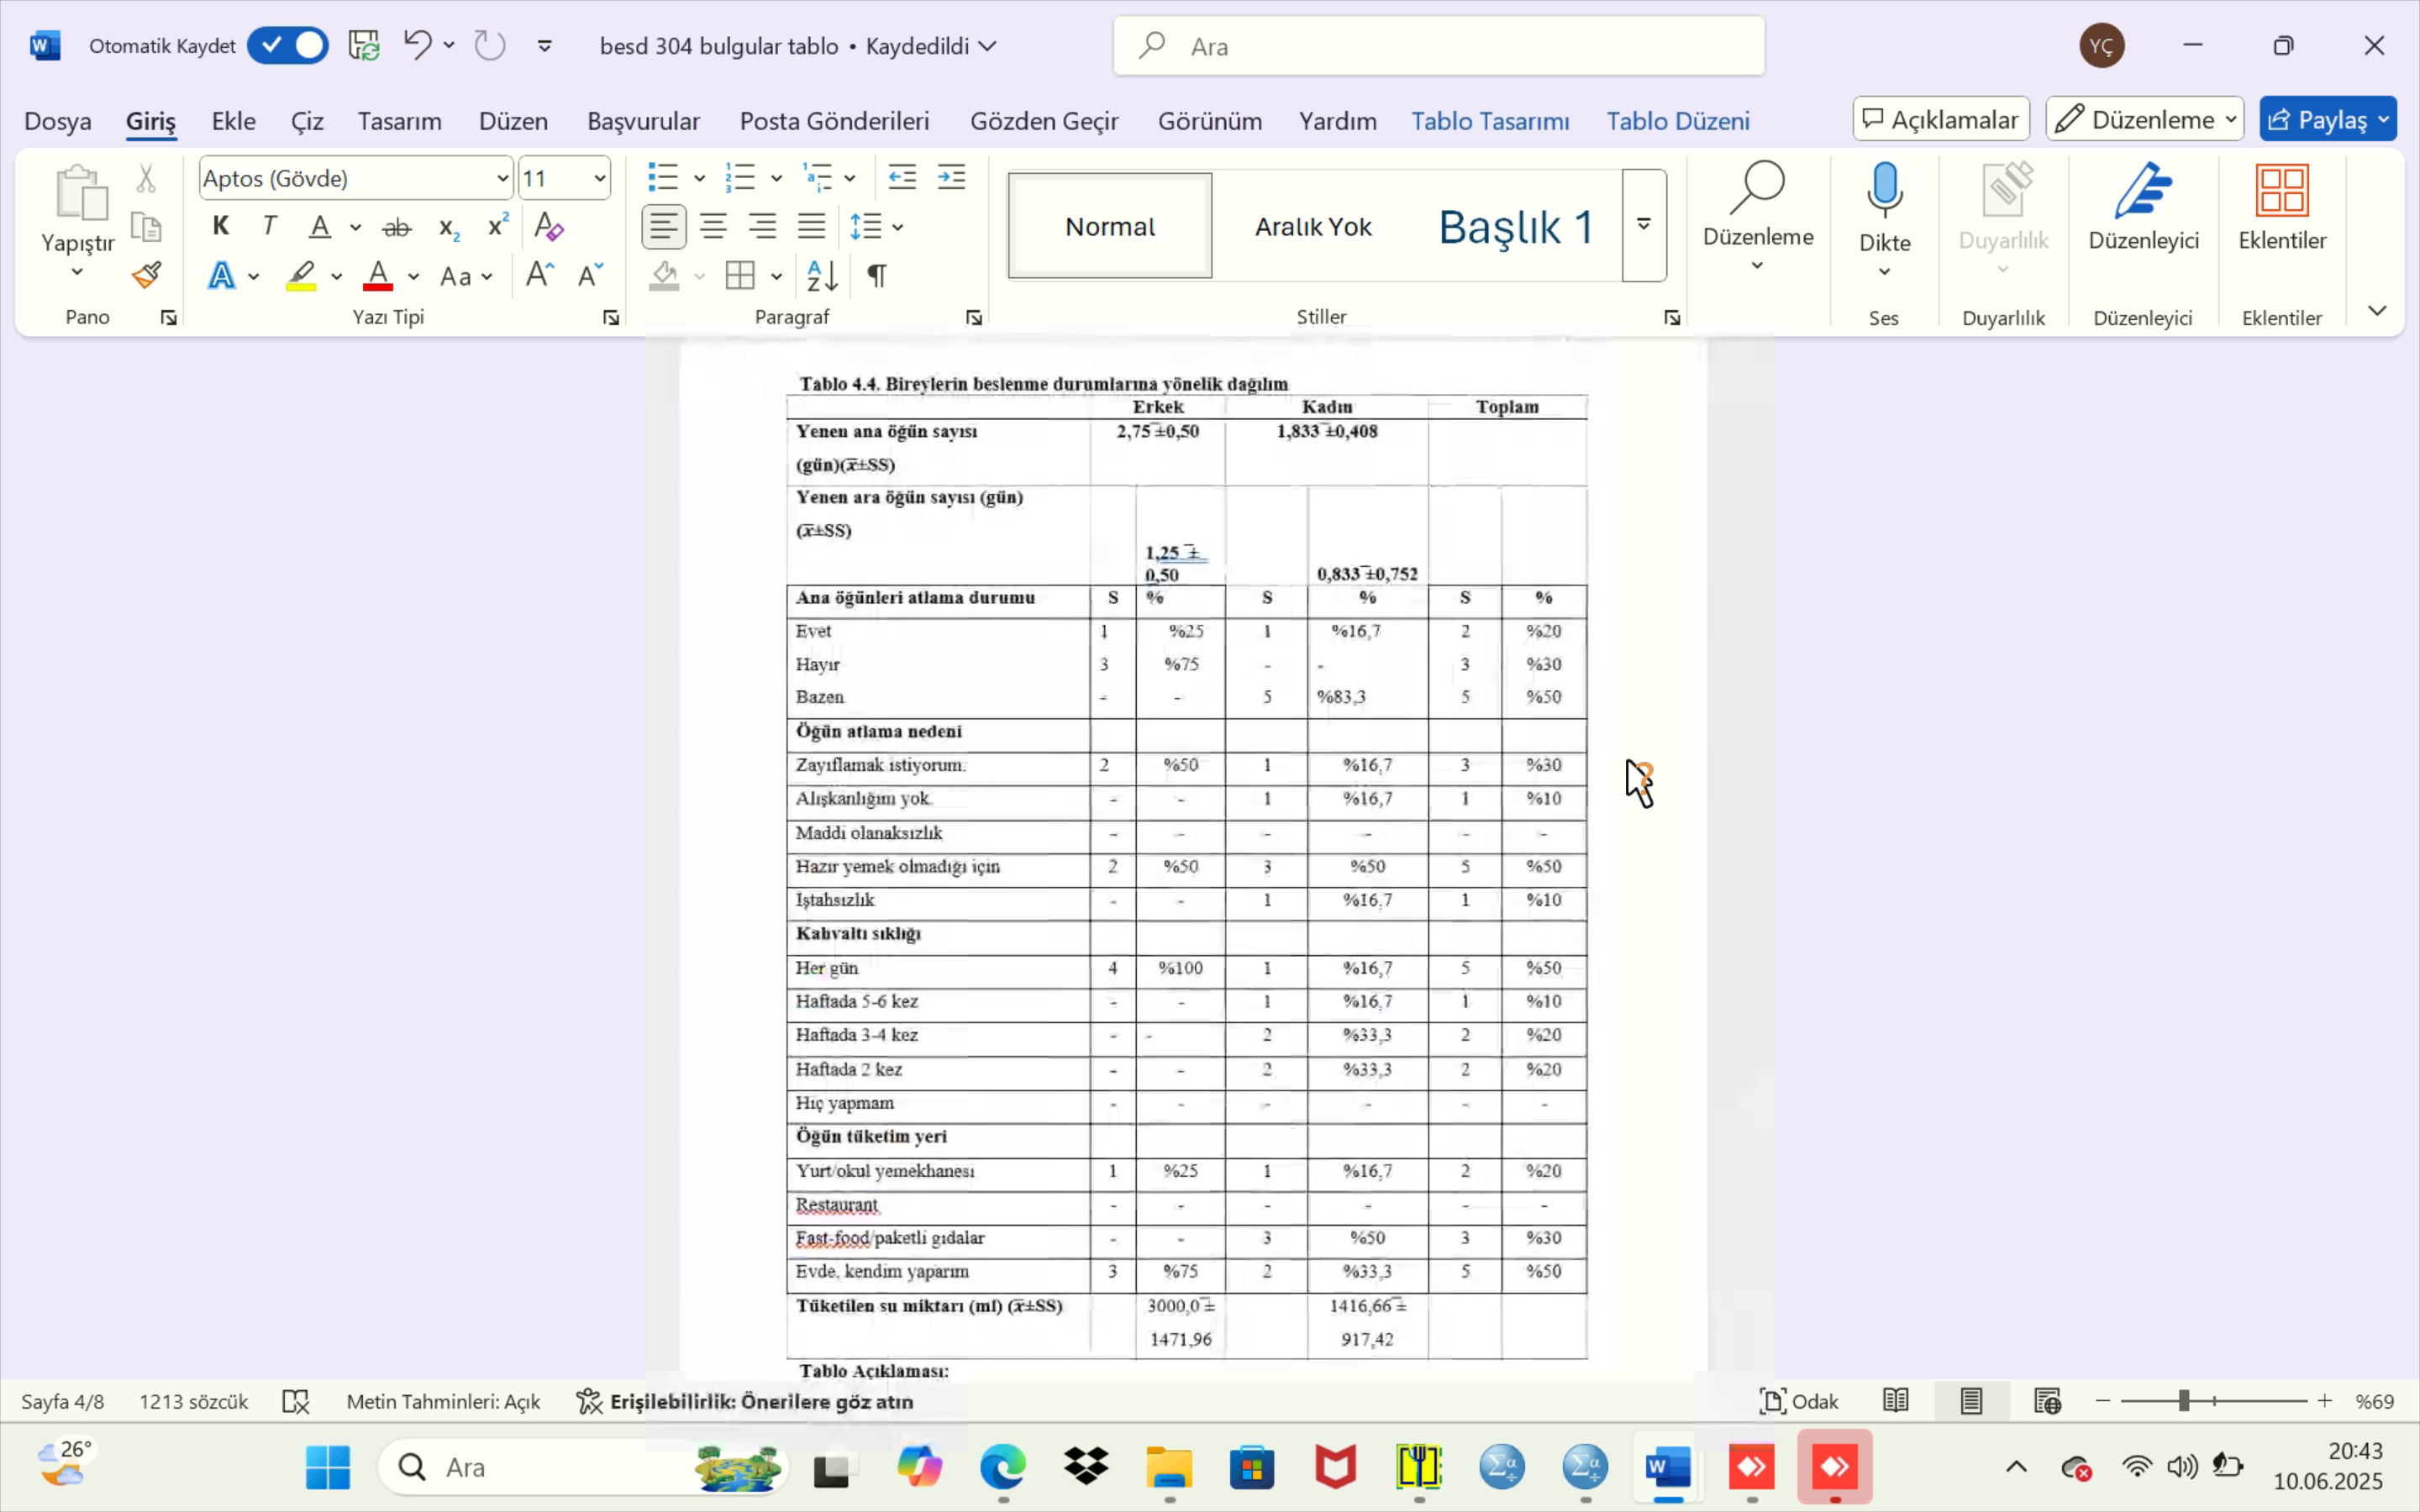 Otomatik Kaydet besd 304 bulgular tablo • Kaydedildi Ara YÇ
Dosya Giriş Ekle Çiz Tasarım Düzen Başvurular Posta Gönderileri Gözden Geçir Görünüm Yardım Tablo Tasarımı Tablo Düzeni Açıklamalar Düzenleme Paylaş
Yapıştır Aptos (Gövde) 11 Normal Aralık Yok Başlık 1 Düzenleme Dikte Duyarlılık Düzenleyici Eklentiler
Pano Yazı Tipi Paragraf Stiller Ses Duyarlılık Düzenleyici Eklentiler
Tablo 4.4. Bireylerin beslenme durumlarına yönelik dağılım
Erkek Kadın Toplam
Yenen ana öğün sayısı 2,75 ̅±0,50 1,833 ̅±0,408
(gün)(x̅±SS)
Yenen ara öğün sayısı (gün)
(x̅±SS)
1,25 ̅±
0,50 0,833 ̅±0,752
Ana öğünleri atlama durumu S % S % S %
Evet 1 %25 1 %16,7 2 %20
Hayır 3 %75 - - 3 %30
Bazen - - 5 %83,3 5 %50
Öğün atlama nedeni
Zayıflamak istiyorum. 2 %50 1 %16,7 3 %30
Alışkanlığım yok - - 1 %16,7 1 %10
Maddi olanaksızlık - - - - - -
Hazır yemek olmadığı için 2 %50 3 %50 5 %50
İştahsızlık - - 1 %16,7 1 %10
Kahvaltı sıklığı
Her gün 4 %100 1 %16,7 5 %50
Haftada 5-6 kez - - 1 %16,7 1 %10
Haftada 3-4 kez - - 2 %33,3 2 %20
Haftada 2 kez - - 2 %33,3 2 %20
Hiç yapmam - - - - - -
Öğün tüketim yeri
Yurt/okul yemekhanesi 1 %25 1 %16,7 2 %20
Restaurant - - - - - -
Fast-food/paketli gıdalar - - 3 %50 3 %30
Evde, kendim yaparım 3 %75 2 %33,3 5 %50
Tüketilen su miktarı (ml) (x̅±SS) 3000,0 ̅± 1416,66 ̅±
1471,96 917,42
Tablo Açıklaması:
Sayfa 4/8 1213 sözcük Metin Tahminleri: Açık Erişilebilirlik: Önerilere göz atın Odak %69
26° Ara 20:43
10.06.2025